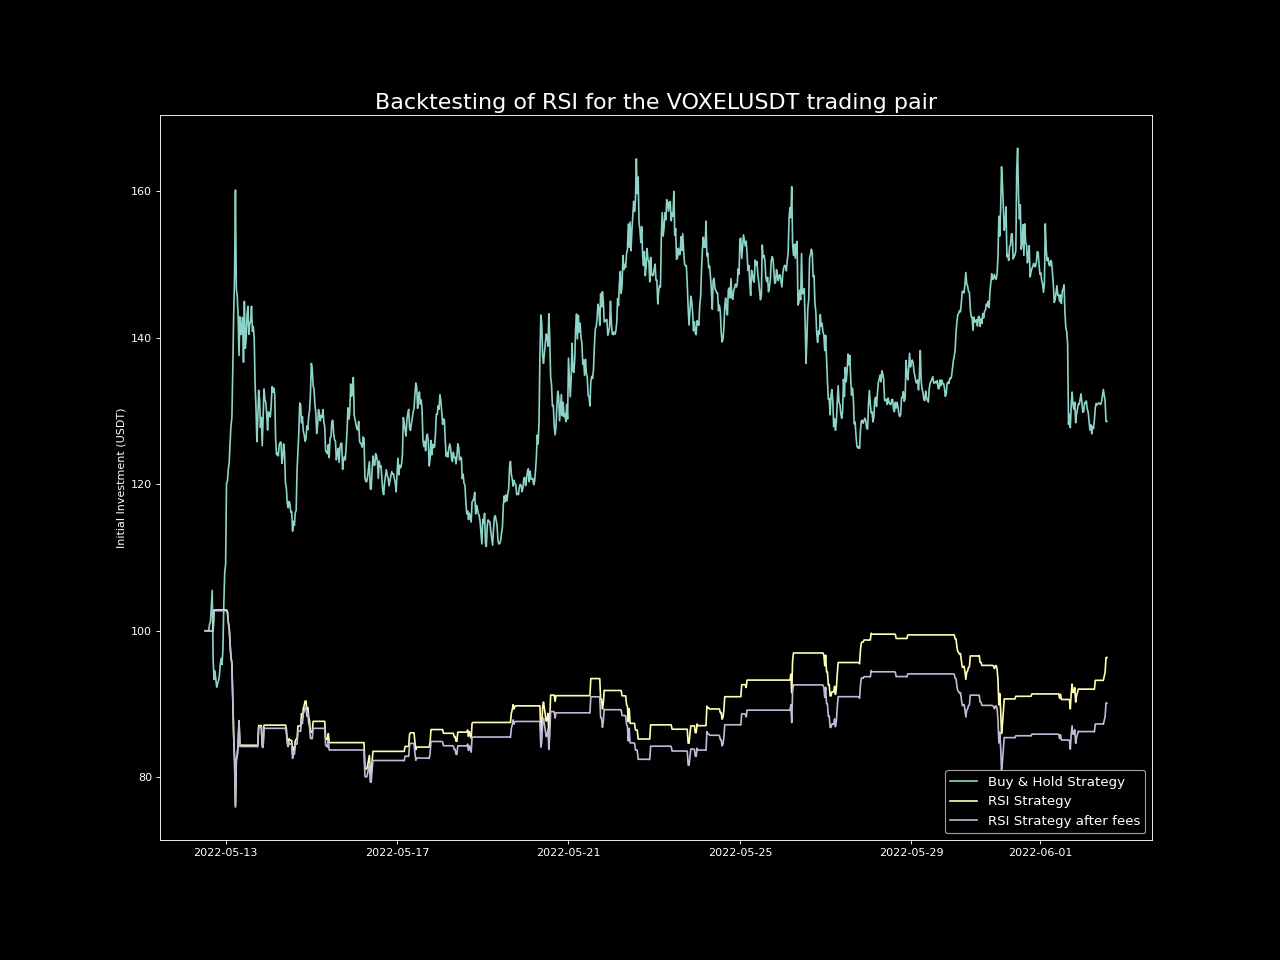 Backtesting of RSI for the VOXELUSDT trading pair
Initial Investment (USDT)
160
140
120
100
80
2022-05-13 2022-05-17 2022-05-21 2022-05-25 2022-05-29 2022-06-01
Buy & Hold Strategy
RSI Strategy
RSI Strategy after fees